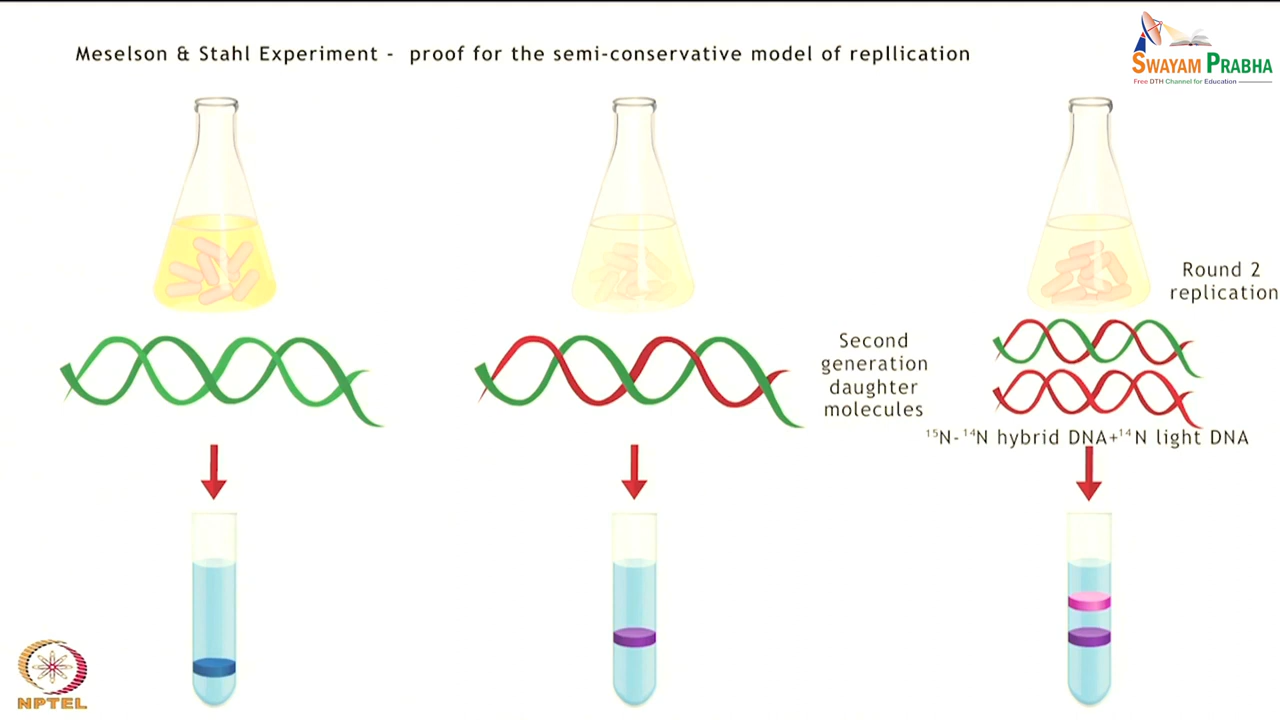 Meselson & Stahl Experiment - proof for the semi-conservative model of repllication
SWAYAM PRABHA
Free DTH Channel for Education
Round 2
replication
Second
generation
daughter
molecules
¹⁵N-¹⁴N hybrid DNA+¹⁴N light DNA
NPTEL